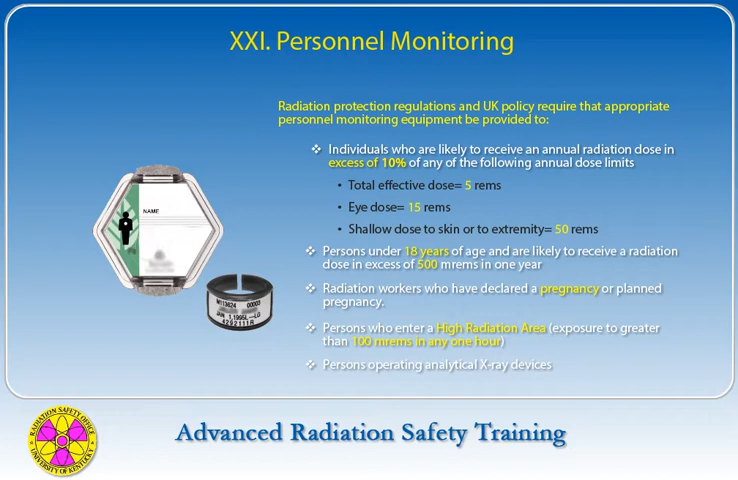 XXI. Personnel Monitoring
Radiation protection regulations and UK policy require that appropriate
personnel monitoring equipment be provided to:
❖ Individuals who are likely to receive an annual radiation dose in
excess of 10% of any of the following annual dose limits
• Total effective dose= 5 rems
• Eye dose= 15 rems
• Shallow dose to skin or to extremity= 50 rems
❖ Persons under 18 years of age and are likely to receive a radiation
dose in excess of 500 mrems in one year
❖ Radiation workers who have declared a pregnancy or planned
pregnancy.
❖ Persons who enter a High Radiation Area (exposure to greater
than 100 mrems in any one hour)
❖ Persons operating analytical X-ray devices
NAME
00003
JAN 1,1995
4292111R
RADIATION SAFETY OFFICE
UNIVERSITY OF KENTUCKY
Advanced Radiation Safety Training